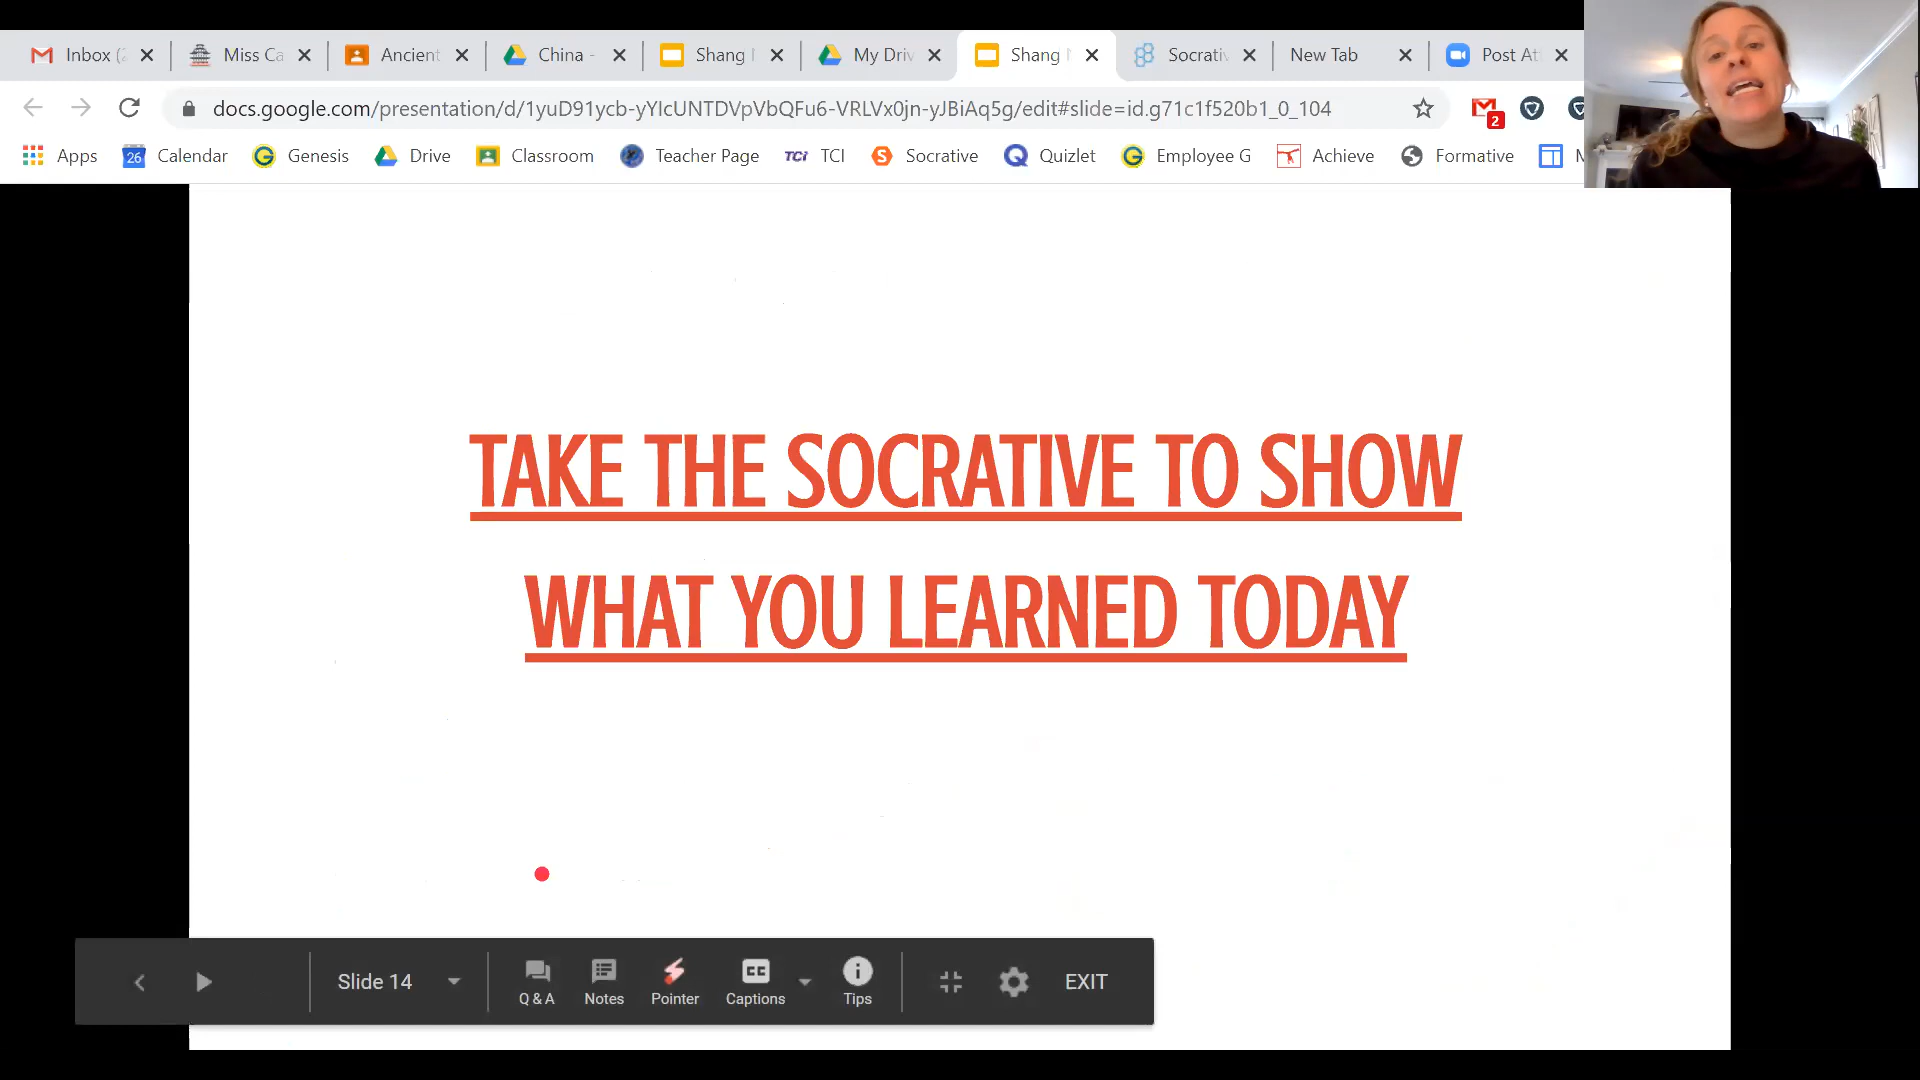 Inbox (2
Miss Ca
Ancient
China -
Shang
My Driv
Shang
Socrativ
New Tab
Post At
docs.google.com/presentation/d/1yuD91ycb-yYIcUNTDVpVbQFu6-VRLVx0jn-yJBiAq5g/edit#slide=id.g71c1f520b1_0_104
2
Apps
26
Calendar
Genesis
Drive
Classroom
Teacher Page
TCi
TCI
Socrative
Quizlet
Employee G
Achieve
Formative
TAKE THE SOCRATIVE TO SHOW
WHAT YOU LEARNED TODAY
Slide 14
Q & A
Notes
Pointer
CC
Captions
Tips
EXIT